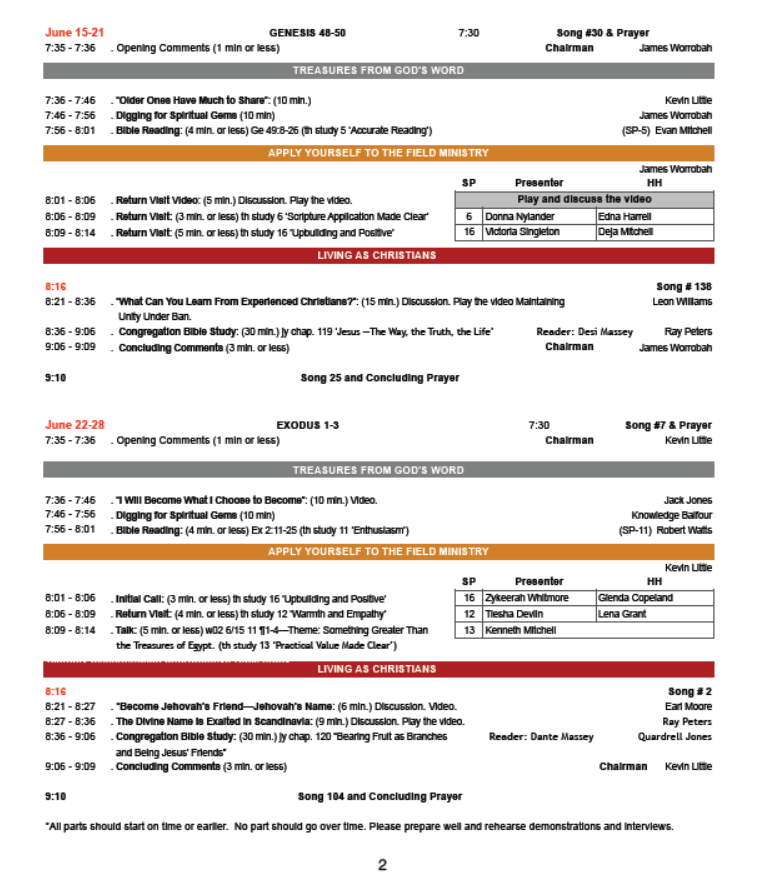 June 15-21 GENESIS 48-50 7:30 Song #30 & Prayer
7:35 - 7:36 . Opening Comments (1 min or less) Chairman James Worrobah
TREASURES FROM GOD'S WORD
7:36 - 7:46 . "Older Ones Have Much to Share": (10 min.) Kevin Little
7:46 - 7:56 . Digging for Spiritual Gems (10 min) James Worrobah
7:56 - 8:01 . Bible Reading: (4 min. or less) Ge 49:8-26 (th study 5 'Accurate Reading') (SP-5) Evan Mitchell
APPLY YOURSELF TO THE FIELD MINISTRY
James Worrobah
SP Presenter HH
8:01 - 8:06 . Return Visit Video: (5 min.) Discussion. Play the video. Play and discuss the video
8:06 - 8:09 . Return Visit: (3 min. or less) th study 6 'Scripture Application Made Clear' 6 Donna Nylander Edna Harrell
8:09 - 8:14 . Return Visit: (5 min. or less) th study 16 'Upbuilding and Positive' 16 Victoria Singleton Deja Mitchell
LIVING AS CHRISTIANS
8:16 Song # 138
8:21 - 8:36 . "What Can You Learn From Experienced Christians?": (15 min.) Discussion. Play the video Maintaining Leon Williams
Unity Under Ban.
8:36 - 9:06 . Congregation Bible Study: (30 min.) jy chap. 119 'Jesus —The Way, the Truth, the Life" Reader: Desi Massey Ray Peters
9:06 - 9:09 . Concluding Comments (3 min. or less) Chairman James Worrobah
9:10 Song 25 and Concluding Prayer
June 22-28 EXODUS 1-3 7:30 Song #7 & Prayer
7:35 - 7:36 . Opening Comments (1 min or less) Chairman Kevin Little
TREASURES FROM GOD'S WORD
7:36 - 7:46 . "I Will Become What I Choose to Become": (10 min.) Video. Jack Jones
7:46 - 7:56 . Digging for Spiritual Gems (10 min) Knowledge Balfour
7:56 - 8:01 . Bible Reading: (4 min. or less) Ex 2:11-25 (th study 11 'Enthusiasm') (SP-11) Robert Watts
APPLY YOURSELF TO THE FIELD MINISTRY
Kevin Little
SP Presenter HH
8:01 - 8:06 . Initial Call: (3 min. or less) th study 16 'Upbuilding and Positive' 16 Zykeerah Whitmore Glenda Copeland
8:06 - 8:09 . Return Visit: (4 min. or less) th study 12 'Warmth and Empathy' 12 Tiesha Devlin Lena Grant
8:09 - 8:14 . Talk: (5 min. or less) w02 6/15 11 ¶1-4—Theme: Something Greater Than 13 Kenneth Mitchell
the Treasures of Egypt. (th study 13 "Practical Value Made Clear")
LIVING AS CHRISTIANS
8:16 Song # 2
8:21 - 8:27 . "Become Jehovah's Friend—Jehovah's Name: (6 min.) Discussion. Video. Earl Moore
8:27 - 8:36 . The Divine Name Is Exalted in Scandinavia: (9 min.) Discussion. Play the video. Ray Peters
8:36 - 9:06 . Congregation Bible Study: (30 min.) jy chap. 120 "Bearing Fruit as Branches Reader: Dante Massey Quardrell Jones
and Being Jesus' Friends"
9:06 - 9:09 . Concluding Comments (3 min. or less) Chairman Kevin Little
9:10 Song 104 and Concluding Prayer
*All parts should start on time or earlier. No part should go over time. Please prepare well and rehearse demonstrations and interviews.
2